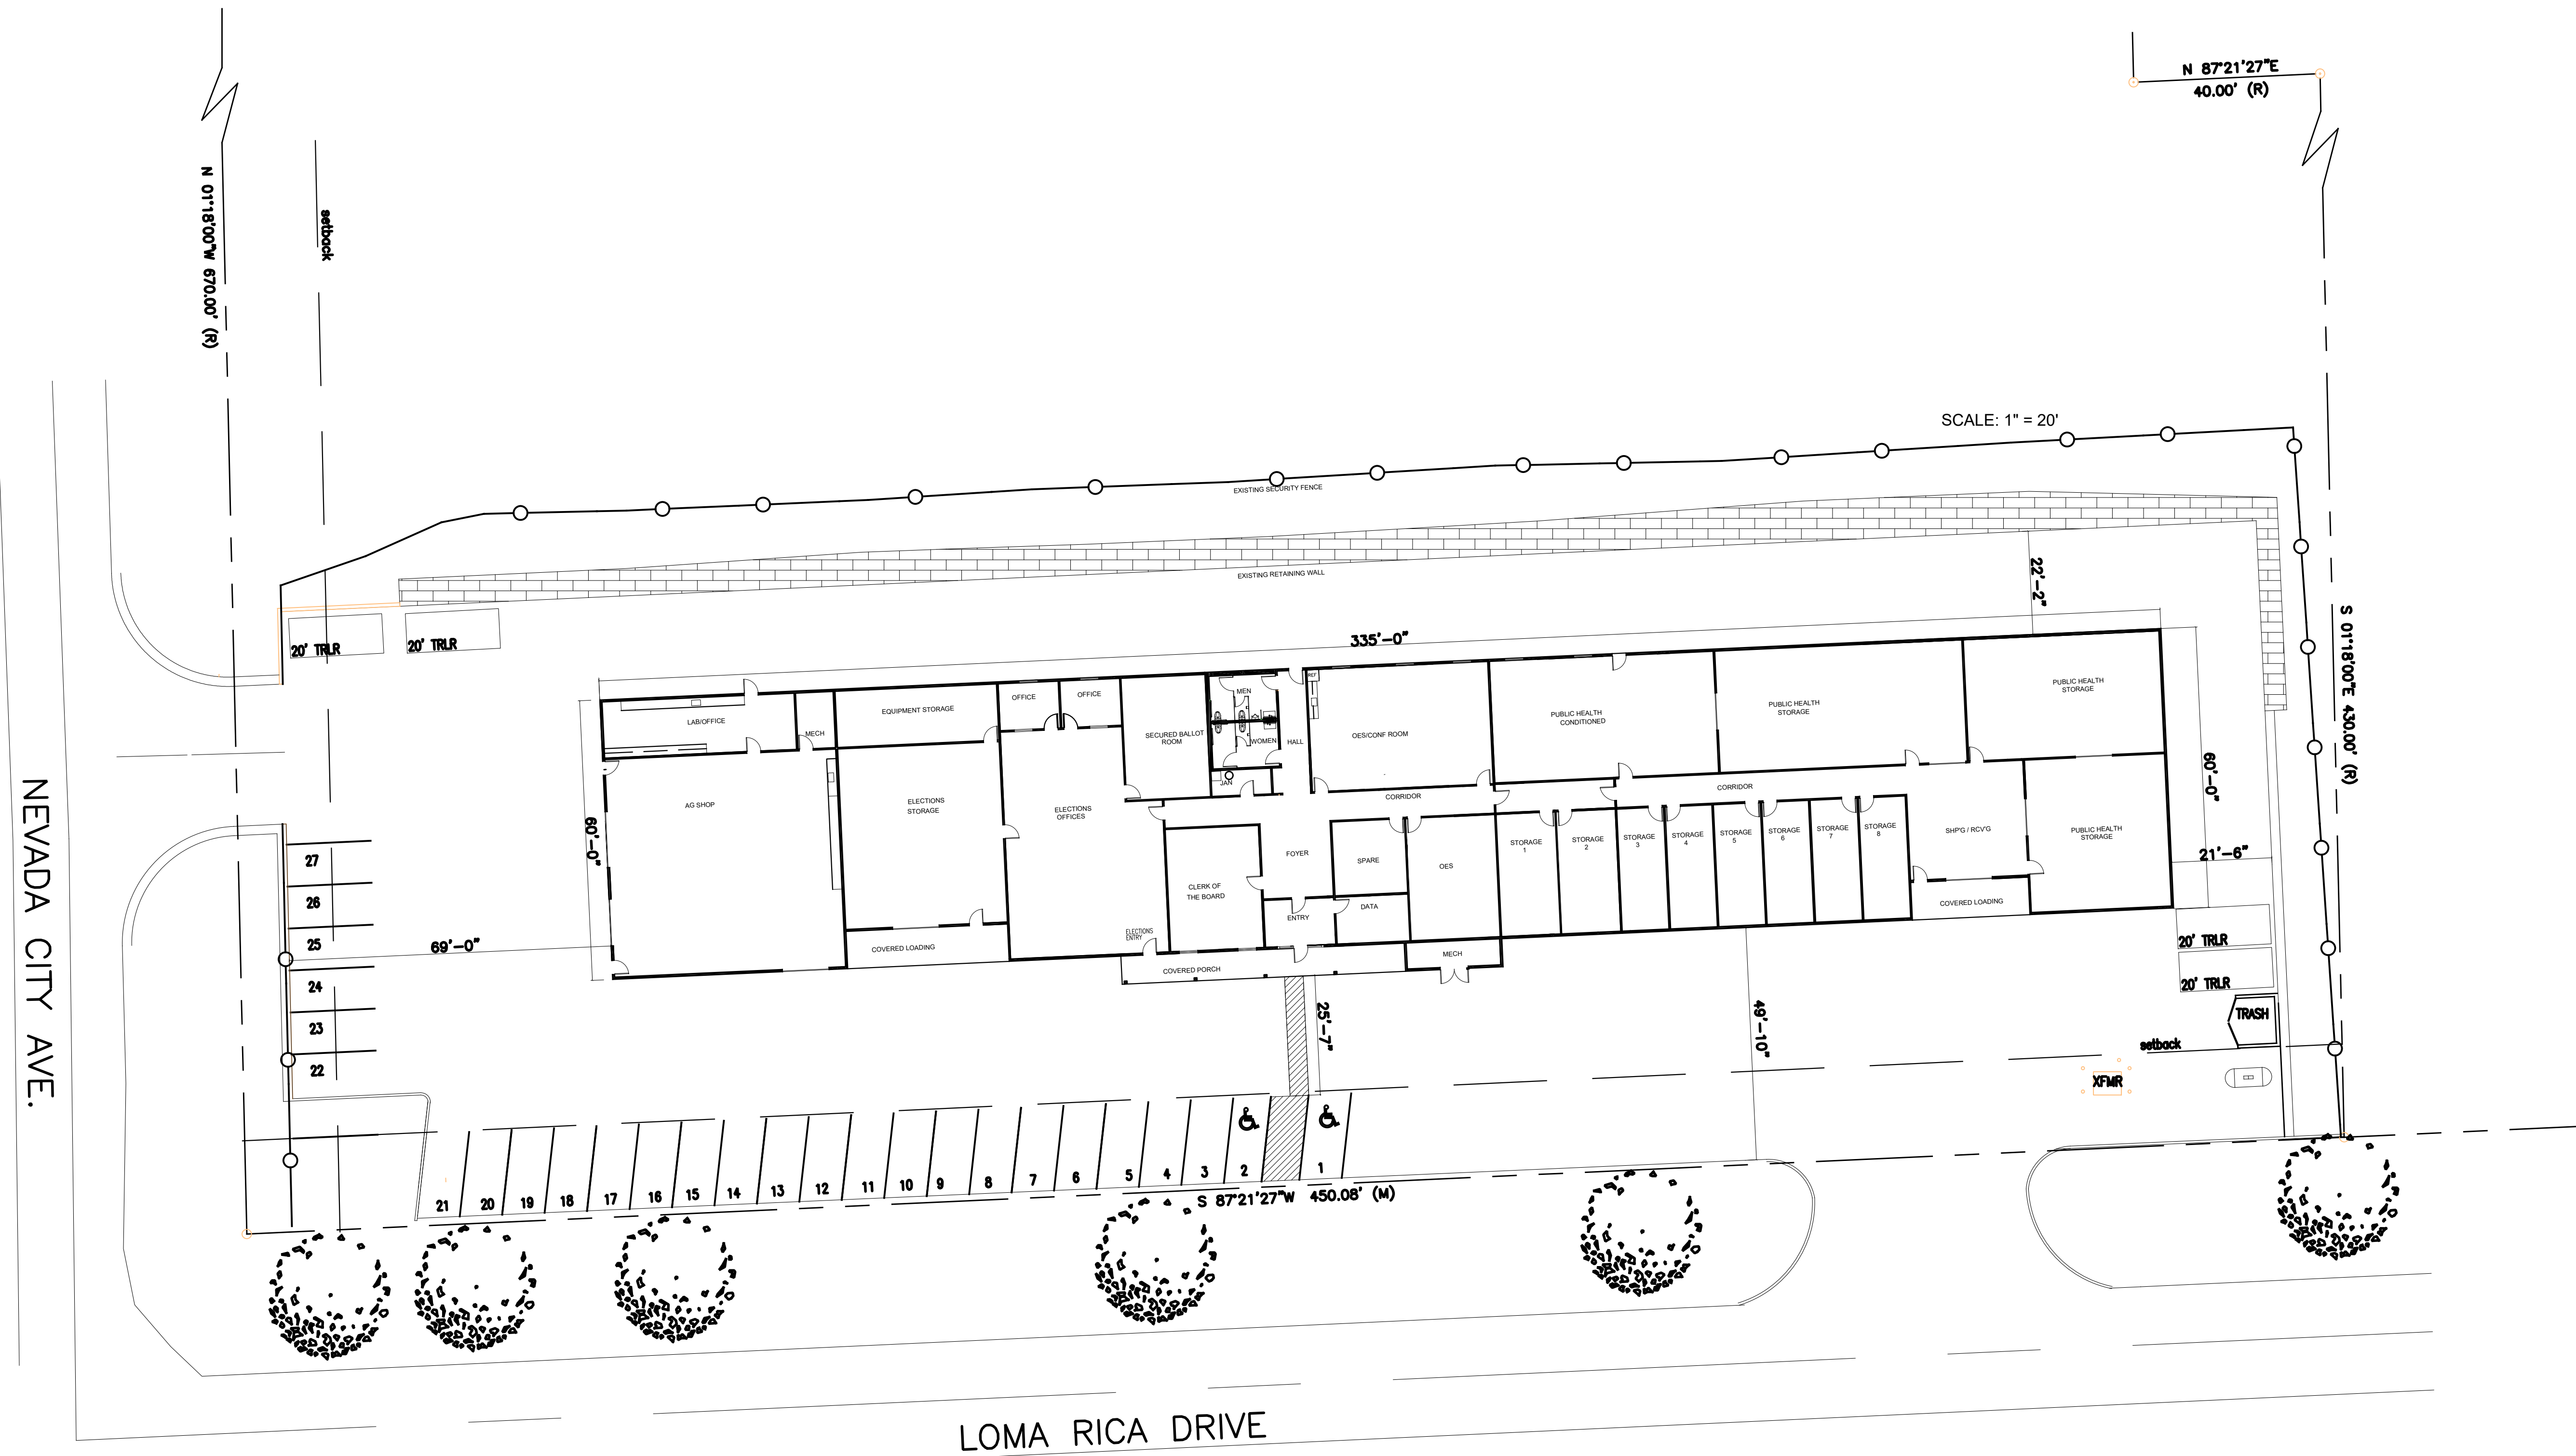 N 87°21'27"E
40.00' (R)
N 01°18'00"W 670.00' (R)
setback
SCALE: 1" = 20'
EXISTING SECURITY FENCE
EXISTING RETAINING WALL
22'-2"
S 01°18'00"E 430.00' (R)
20' TRLR
20' TRLR
335'-0"
LAB/OFFICE
MECH
EQUIPMENT STORAGE
OFFICE
OFFICE
SECURED BALLOT
ROOM
MEN
WOMEN
JAN
HALL
REF
OES/CONF ROOM
PUBLIC HEALTH
CONDITIONED
PUBLIC HEALTH
STORAGE
PUBLIC HEALTH
STORAGE
60'-0"
60'-0"
AG SHOP
ELECTIONS
STORAGE
ELECTIONS
OFFICES
CORRIDOR
CORRIDOR
CLERK OF
THE BOARD
FOYER
SPARE
OES
STORAGE
1
STORAGE
2
STORAGE
3
STORAGE
4
STORAGE
5
STORAGE
6
STORAGE
7
STORAGE
8
SHP'G / RCV'G
PUBLIC HEALTH
STORAGE
21'-6"
DATA
ENTRY
ELECTIONS
ENTRY
COVERED LOADING
COVERED LOADING
COVERED PORCH
MECH
69'-0"
25'-7"
49'-10"
20' TRLR
20' TRLR
TRASH
setback
XFMR
27
26
25
24
23
22
21
20
19
18
17
16
15
14
13
12
11
10
9
8
7
6
5
4
3
2
1
S 87°21'27"W 450.08' (M)
NEVADA CITY AVE.
LOMA RICA DRIVE